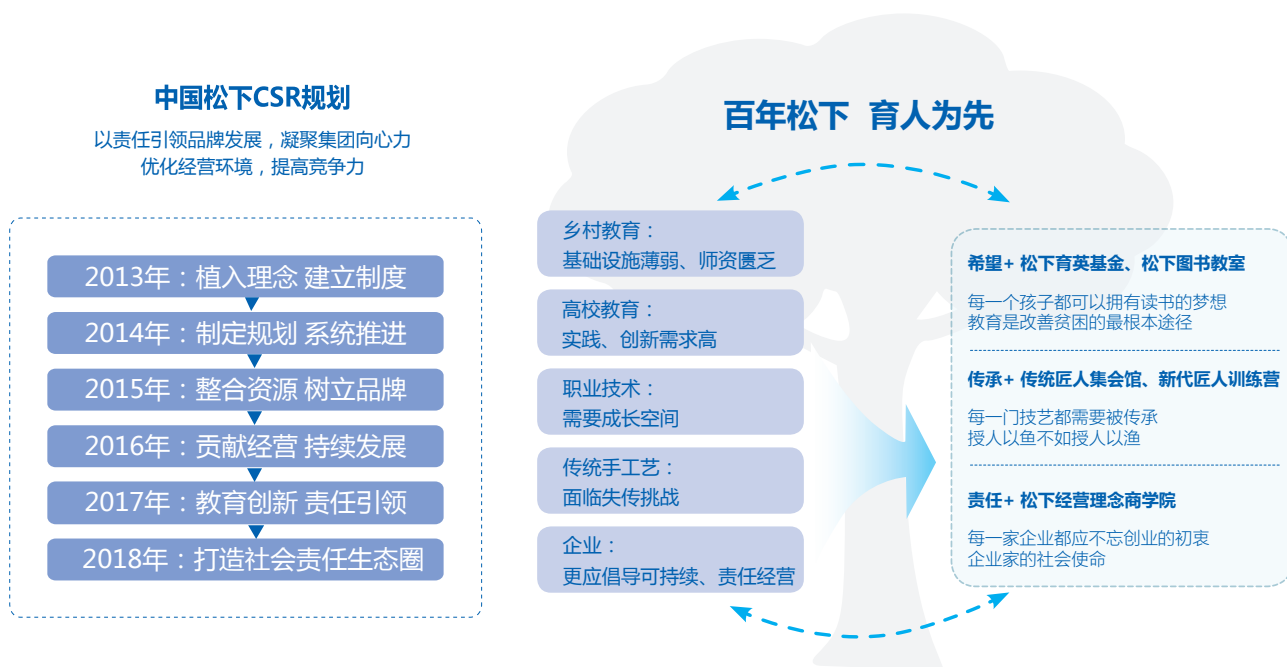 中国松下CSR规划
以责任引领品牌发展，凝聚集团向心力
优化经营环境，提高竞争力
2013年：植入理念 建立制度
2014年：制定规划 系统推进
2015年：整合资源 树立品牌
2016年：贡献经营 持续发展
2017年：教育创新 责任引领
2018年：打造社会责任生态圈
百年松下 育人为先
乡村教育：
基础设施薄弱、师资匮乏
高校教育：
实践、创新需求高
职业技术：
需要成长空间
传统手工艺：
面临失传挑战
企业：
更应倡导可持续、责任经营
希望+ 松下育英基金、松下图书教室
每一个孩子都可以拥有读书的梦想
教育是改善贫困的最根本途径
传承+ 传统匠人集会馆、新代匠人训练营
每一门技艺都需要被传承
授人以鱼不如授人以渔
责任+ 松下经营理念商学院
每一家企业都应不忘创业的初衷
企业家的社会使命